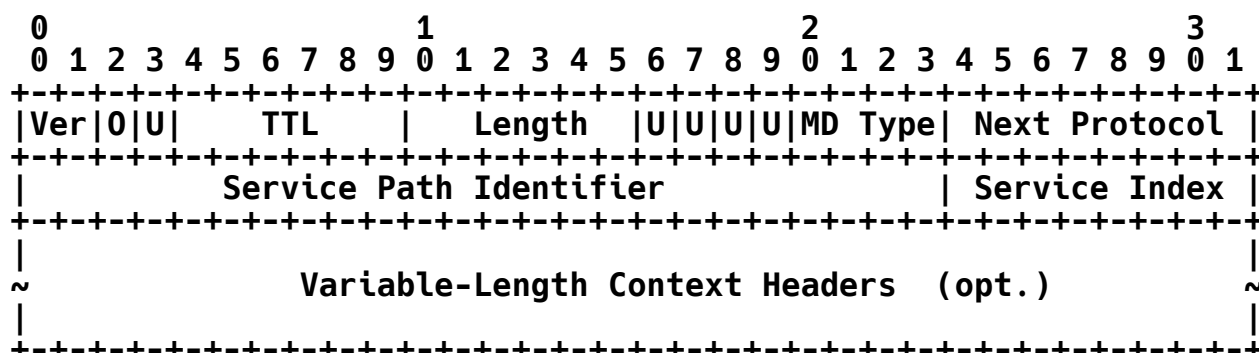 0                   1                   2                   3
 0 1 2 3 4 5 6 7 8 9 0 1 2 3 4 5 6 7 8 9 0 1 2 3 4 5 6 7 8 9 0 1
+-+-+-+-+-+-+-+-+-+-+-+-+-+-+-+-+-+-+-+-+-+-+-+-+-+-+-+-+-+-+-+-+
|Ver|O|U|    TTL    |   Length  |U|U|U|U|MD Type| Next Protocol |
+-+-+-+-+-+-+-+-+-+-+-+-+-+-+-+-+-+-+-+-+-+-+-+-+-+-+-+-+-+-+-+-+
|          Service Path Identifier              | Service Index |
+-+-+-+-+-+-+-+-+-+-+-+-+-+-+-+-+-+-+-+-+-+-+-+-+-+-+-+-+-+-+-+-+
|                                                               |
~              Variable-Length Context Headers  (opt.)          ~
|                                                               |
+-+-+-+-+-+-+-+-+-+-+-+-+-+-+-+-+-+-+-+-+-+-+-+-+-+-+-+-+-+-+-+-+